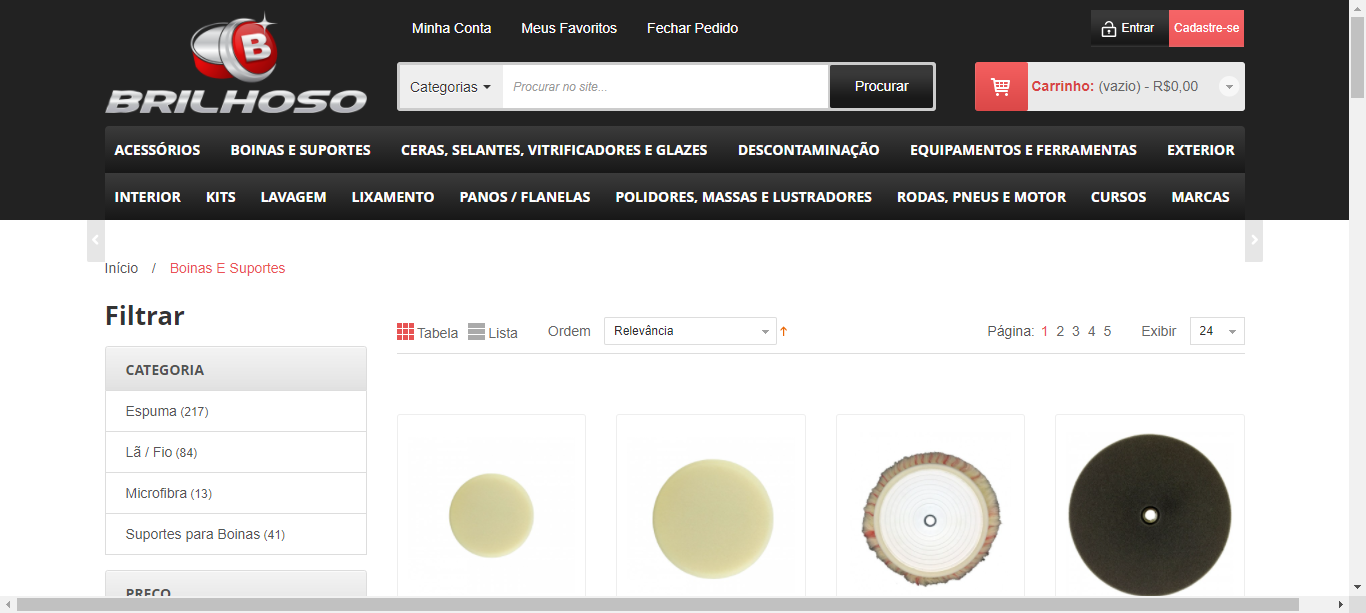 Minha Conta Meus Favoritos Fechar Pedido Entrar Cadastre-se
B
BRILHOSO
Categorias Procurar no site... Procurar Carrinho: (vazio) - R$0,00
ACESSÓRIOS BOINAS E SUPORTES CERAS, SELANTES, VITRIFICADORES E GLAZES DESCONTAMINAÇÃO EQUIPAMENTOS E FERRAMENTAS EXTERIOR
INTERIOR KITS LAVAGEM LIXAMENTO PANOS / FLANELAS POLIDORES, MASSAS E LUSTRADORES RODAS, PNEUS E MOTOR CURSOS MARCAS
Início / Boinas E Suportes
Filtrar
Tabela Lista Ordem Relevância Página: 1 2 3 4 5 Exibir 24
CATEGORIA
Espuma (217)
Lã / Fio (84)
Microfibra (13)
Suportes para Boinas (41)
PREÇO